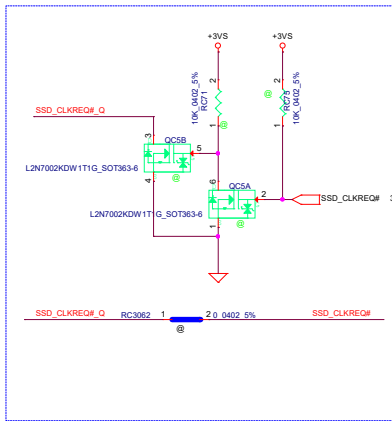 +3VS
+3VS
2
2
10K_0402_5%
RC71
10K_0402_5%
RC75
@
@
1
1
SSD_CLKREQ#_Q
3
QC5B
5
L2N7002KDW1T1G_SOT363-6
4
@
6
QC5A
2
SSD_CLKREQ#
3
L2N7002KDW1T1G_SOT363-6
1
@
SSD_CLKREQ#_Q
RC3062
1
2
0_0402_5%
SSD_CLKREQ#
@